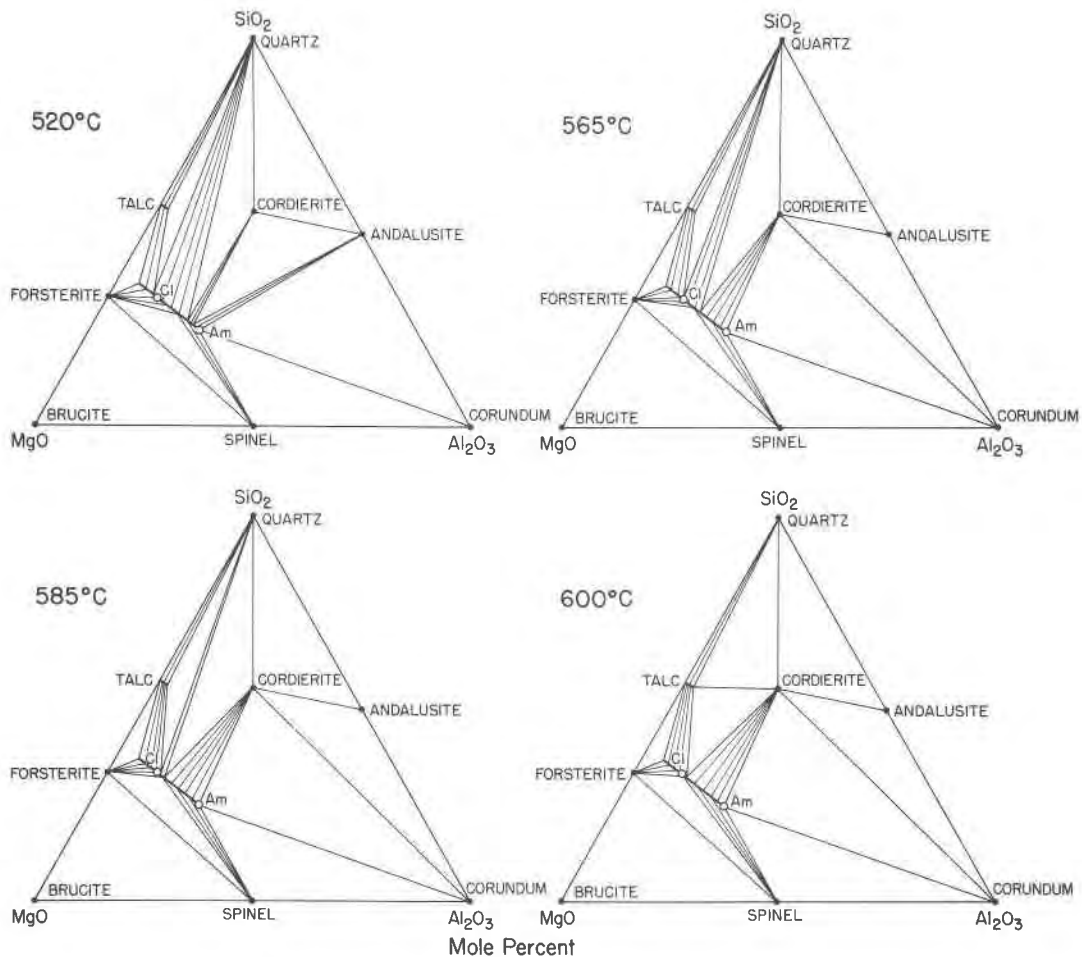 SiO₂
QUARTZ
520°C
TALC
CORDIERITE
ANDALUSITE
FORSTERITE
Cl
Am
BRUCITE
CORUNDUM
MgO
SPINEL
Al₂O₃
SiO₂
QUARTZ
565°C
TALC
CORDIERITE
ANDALUSITE
FORSTERITE
Cl
Am
BRUCITE
CORUNDUM
MgO
SPINEL
Al₂O₃
SiO₂
QUARTZ
585°C
TALC
CORDIERITE
ANDALUSITE
FORSTERITE
Cl
Am
BRUCITE
CORUNDUM
MgO
SPINEL
Al₂O₃
SiO₂
QUARTZ
600°C
TALC
CORDIERITE
ANDALUSITE
FORSTERITE
Cl
Am
BRUCITE
CORUNDUM
MgO
SPINEL
Al₂O₃
Mole Percent